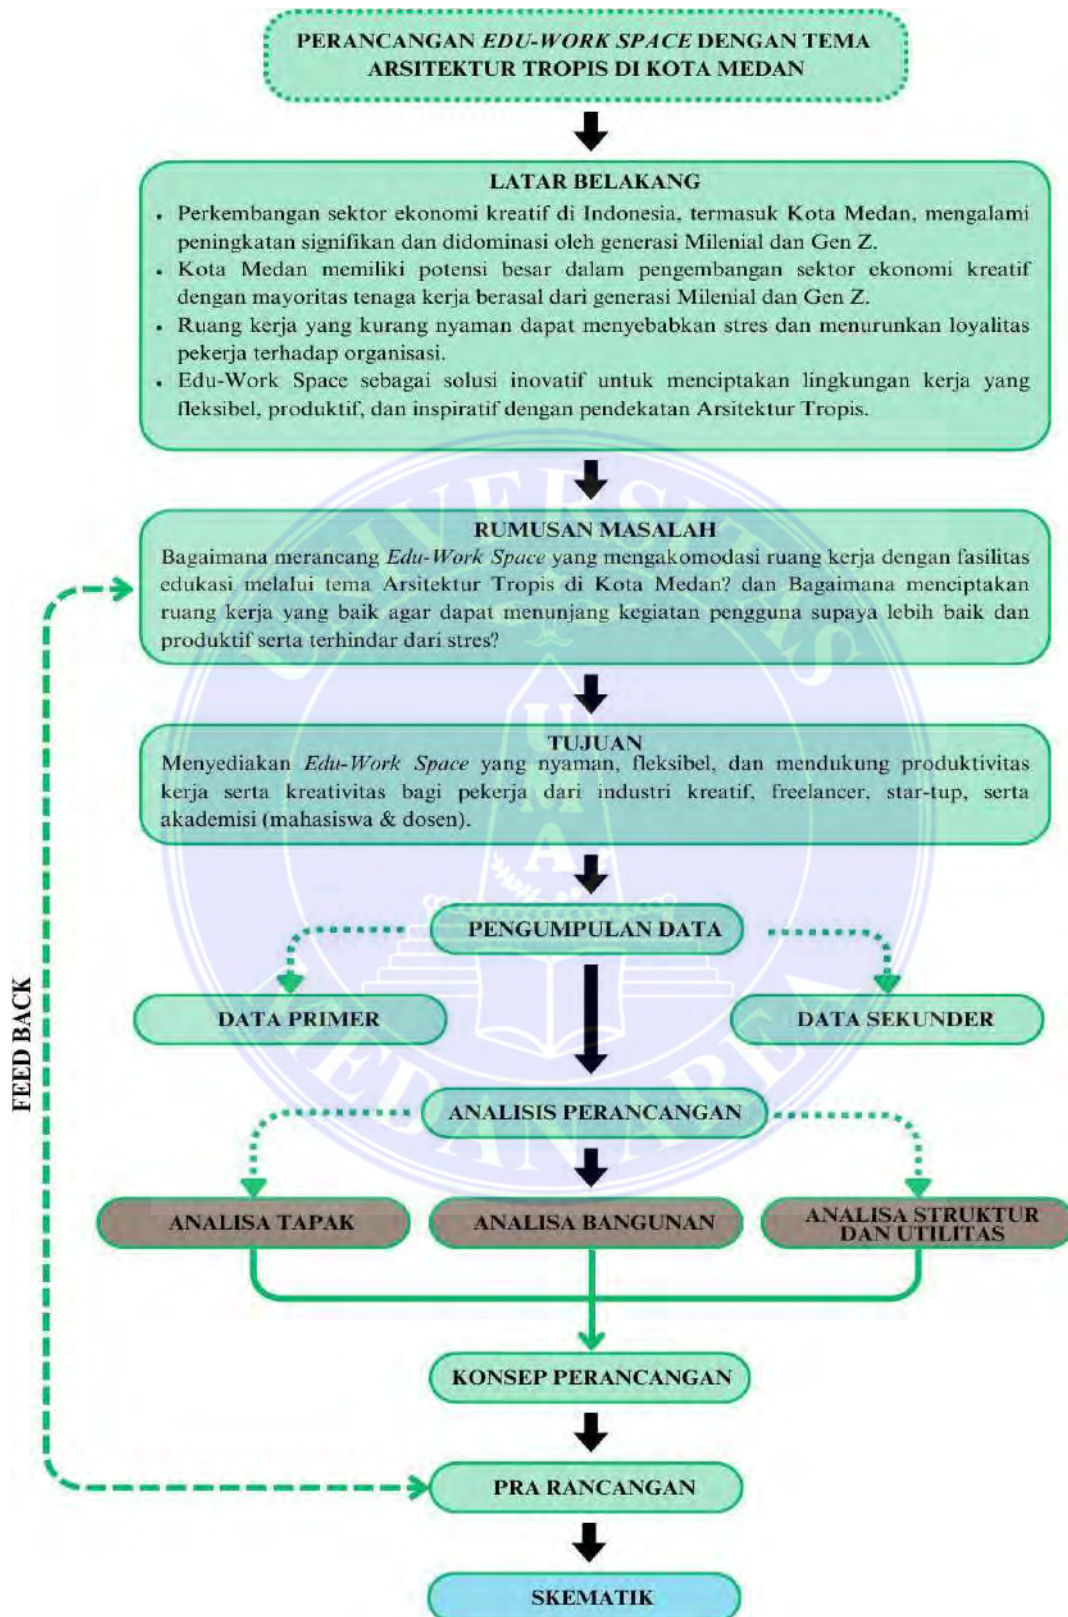 PERANCANGAN EDU-WORK SPACE DENGAN TEMA
ARSITEKTUR TROPIS DI KOTA MEDAN
LATAR BELAKANG
• Perkembangan sektor ekonomi kreatif di Indonesia, termasuk Kota Medan, mengalami
peningkatan signifikan dan didominasi oleh generasi Milenial dan Gen Z.
• Kota Medan memiliki potensi besar dalam pengembangan sektor ekonomi kreatif
dengan mayoritas tenaga kerja berasal dari generasi Milenial dan Gen Z.
• Ruang kerja yang kurang nyaman dapat menyebabkan stres dan menurunkan loyalitas
pekerja terhadap organisasi.
• Edu-Work Space sebagai solusi inovatif untuk menciptakan lingkungan kerja yang
fleksibel, produktif, dan inspiratif dengan pendekatan Arsitektur Tropis.
RUMUSAN MASALAH
Bagaimana merancang Edu-Work Space yang mengakomodasi ruang kerja dengan fasilitas
edukasi melalui tema Arsitektur Tropis di Kota Medan? dan Bagaimana menciptakan
ruang kerja yang baik agar dapat menunjang kegiatan pengguna supaya lebih baik dan
produktif serta terhindar dari stres?
TUJUAN
Menyediakan Edu-Work Space yang nyaman, fleksibel, dan mendukung produktivitas
kerja serta kreativitas bagi pekerja dari industri kreatif, freelancer, star-tup, serta
akademisi (mahasiswa & dosen).
PENGUMPULAN DATA
DATA PRIMER
DATA SEKUNDER
ANALISIS PERANCANGAN
ANALISA TAPAK
ANALISA BANGUNAN
ANALISA STRUKTUR
DAN UTILITAS
KONSEP PERANCANGAN
PRA RANCANGAN
SKEMATIK
FEED BACK
UNIVERSITAS
MEDAN AREA
UMA